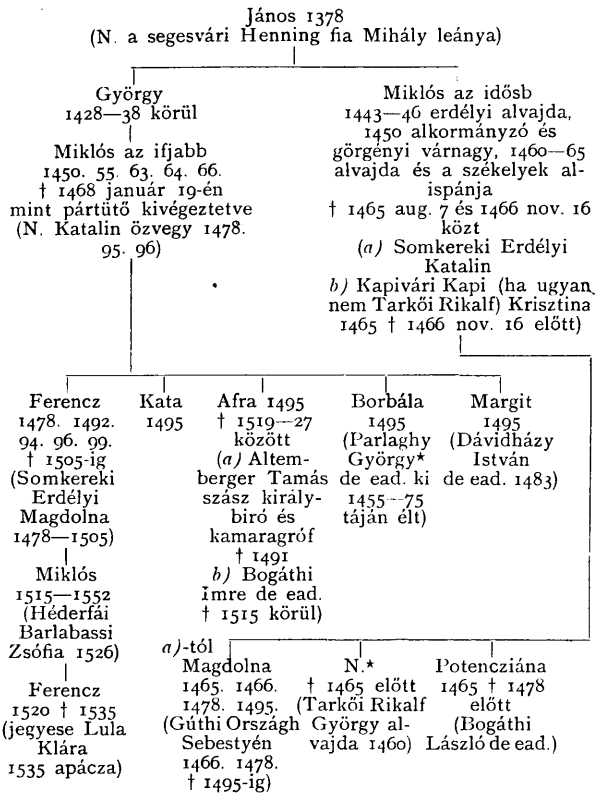 János 1378
(N. a segesvári Henning fia Mihály leánya)
György
1428—38 körül
Miklós az ifjabb
1450. 55. 63. 64. 66.
† 1468 január 19-én
mint pártütő kivégeztetve
(N. Katalin özvegy 1478.
95. 96)
Miklós az idősb
1443—46 erdélyi alvajda,
1450 alkormányzó és
görgényi várnagy, 1460—65
alvajda és a székelyek al-
ispánja
† 1465 aug. 7 és 1466 nov. 16
közt
(a) Somkereki Erdélyi
Katalin
b) Kapivári Kapi (ha ugyan
nem Tarkői Rikalf) Krisztina
1465 † 1466 nov. 16 előtt)
Ferencz
1478. 1492.
94. 96. 99.
† 1505-ig
(Somkereki
Erdélyi
Magdolna
1478—1505)
Miklós
1515—1552
(Héderfái
Barlabassi
Zsófia 1526)
Ferencz
1520 † 1535
(jegyese Lula
Klára
1535 apácza)
Kata
1495
Afra 1495
† 1519—27
között
(a) Altem-
berger Tamás
szász király-
biró és
kamaragróf
† 1491
b) Bogáthi
Imre de ead.
† 1515 körül)
Borbála
1495
(Parlaghy
György*
de ead. ki
1455—75
táján élt)
Margit
1495
(Dávidházy
István
de ead. 1483)
a)-tól
Magdolna
1465. 1466.
1478. 1495.
(Gúthi Országh
Sebestyén
1466. 1478.
† 1495-ig)
N.*
† 1465 előtt
(Tarkői Rikalf
György al-
vajda 1460)
Potencziána
1465 † 1478
előtt
(Bogáthi
László de ead.)